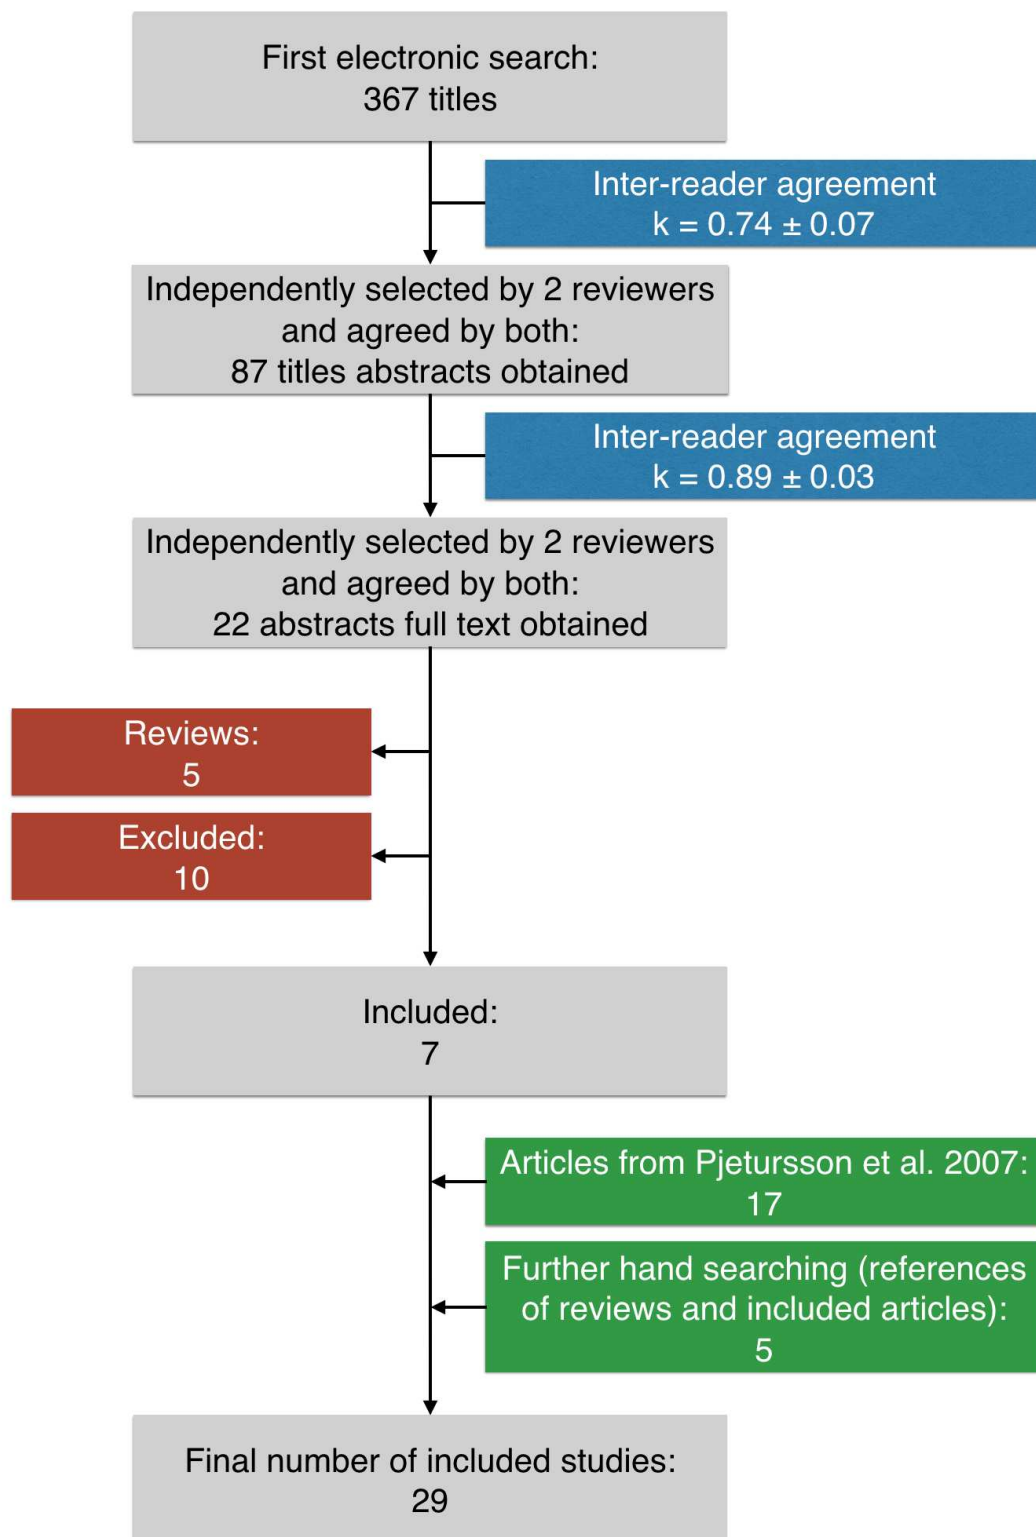 First electronic search:
367 titles
Inter-reader agreement
k = 0.74 ± 0.07
Independently selected by 2 reviewers
and agreed by both:
87 titles abstracts obtained
Inter-reader agreement
k = 0.89 ± 0.03
Independently selected by 2 reviewers
and agreed by both:
22 abstracts full text obtained
Reviews:
5
Excluded:
10
Included:
7
Articles from Pjetursson et al. 2007:
17
Further hand searching (references
of reviews and included articles):
5
Final number of included studies:
29